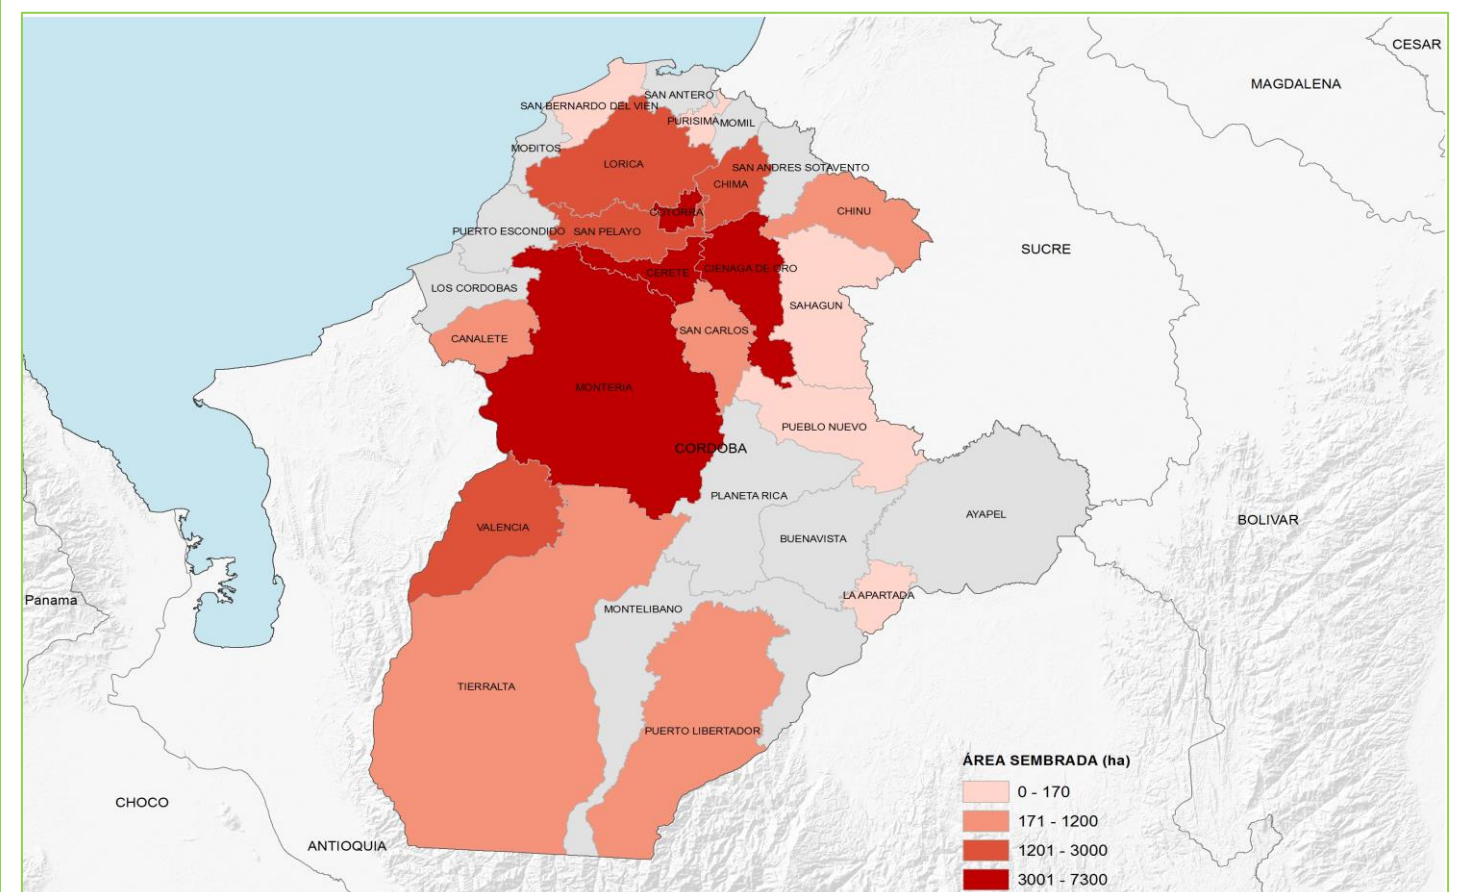 CESAR
MAGDALENA
SAN ANTERO
SAN BERNARDO DEL VIEN
PURISIMA
MOMIL
MOÐITOS
LORICA
SAN ANDRES SOTAVENTO
CHIMA
COTORRA
CHINU
PUERTO ESCONDIDO
SAN PELAYO
SUCRE
CERETE
CIENAGA DE ORO
LOS CORDOBAS
SAHAGUN
CANALETE
SAN CARLOS
MONTERIA
PUEBLO NUEVO
CORDOBA
PLANETA RICA
AYAPEL
BOLIVAR
VALENCIA
BUENAVISTA
Panama
MONTELIBANO
LA APARTADA
TIERRALTA
PUERTO LIBERTADOR
CHOCO
ANTIOQUIA
ÁREA SEMBRADA (ha)
0 - 170
171 - 1200
1201 - 3000
3001 - 7300